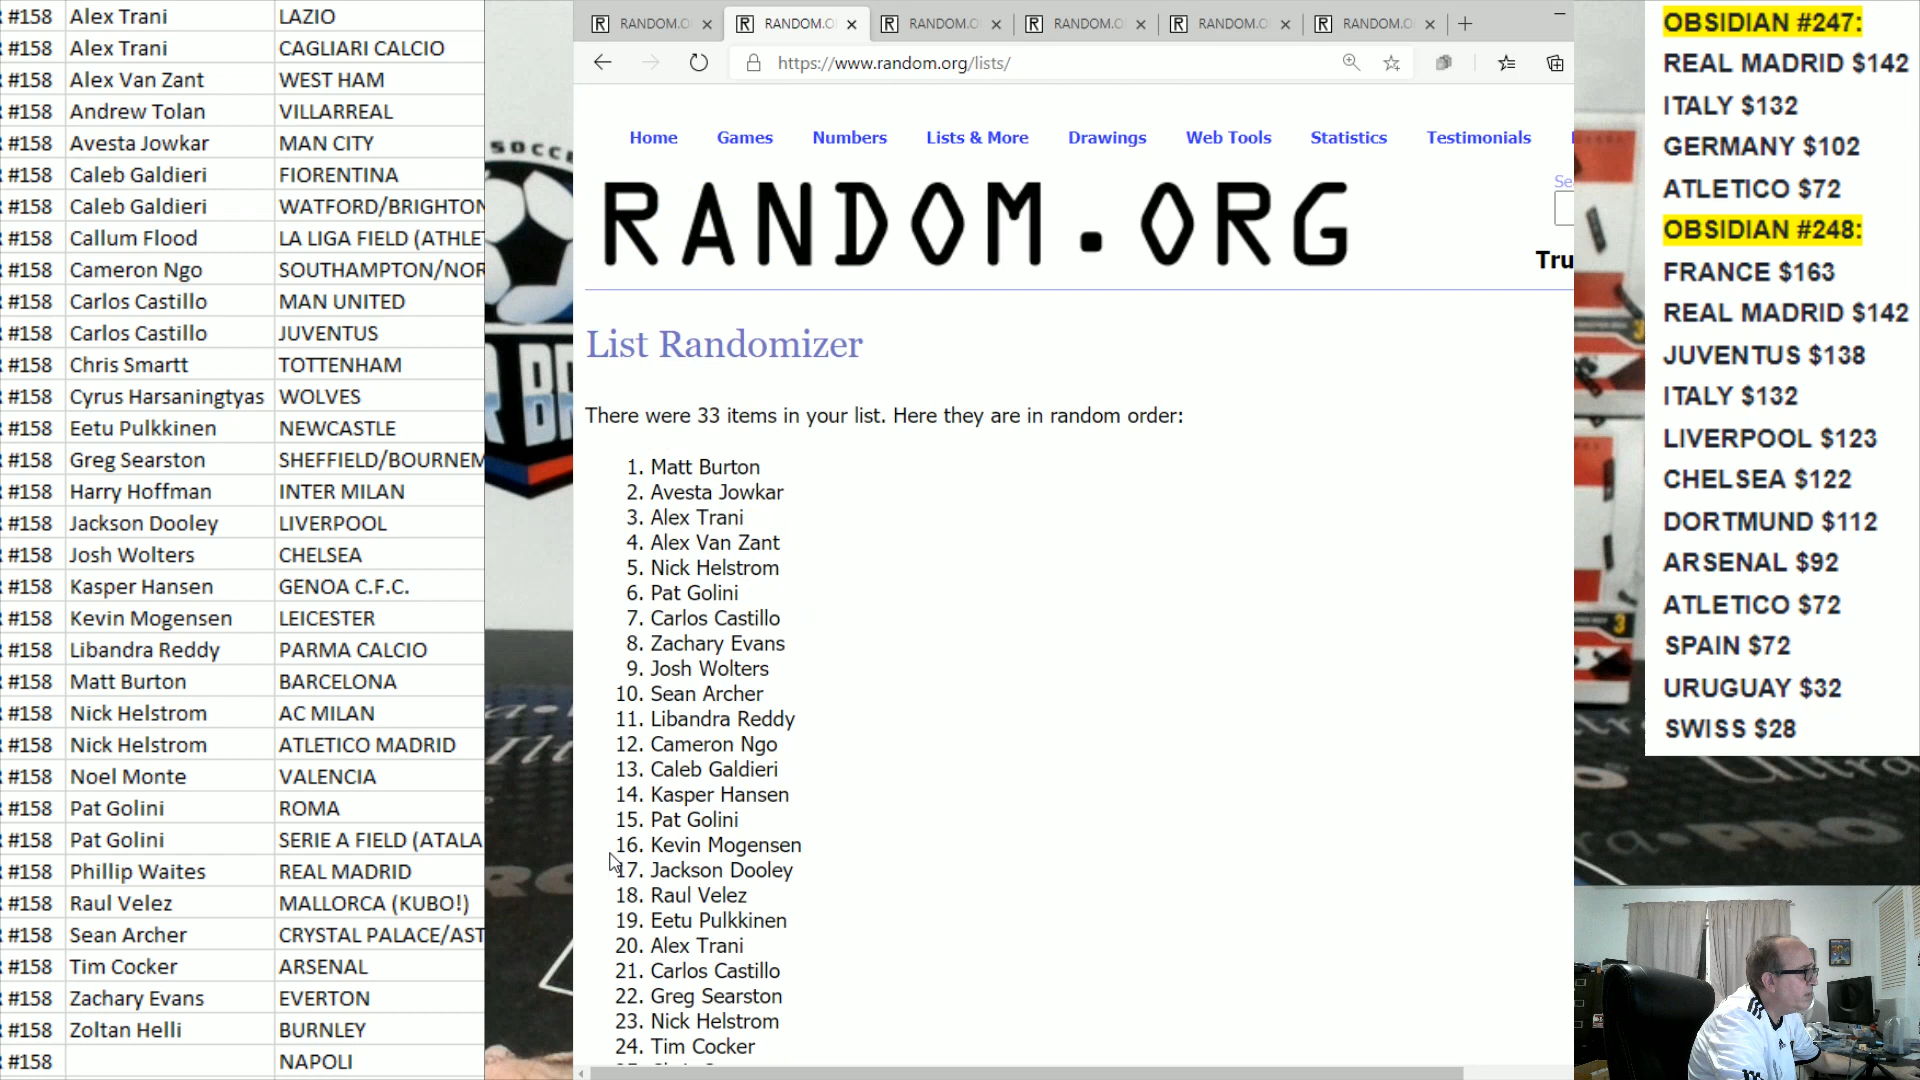 #158 Alex Trani LAZIO
#158 Alex Trani CAGLIARI CALCIO
#158 Alex Van Zant WEST HAM
#158 Andrew Tolan VILLARREAL
#158 Avesta Jowkar MAN CITY
#158 Caleb Galdieri FIORENTINA
#158 Caleb Galdieri WATFORD/BRIGHTON
#158 Callum Flood LA LIGA FIELD (ATHLE
#158 Cameron Ngo SOUTHAMPTON/NOR
#158 Carlos Castillo MAN UNITED
#158 Carlos Castillo JUVENTUS
#158 Chris Smartt TOTTENHAM
#158 Cyrus Harsaningtyas WOLVES
#158 Eetu Pulkkinen NEWCASTLE
#158 Greg Searston SHEFFIELD/BOURNEM
#158 Harry Hoffman INTER MILAN
#158 Jackson Dooley LIVERPOOL
#158 Josh Wolters CHELSEA
#158 Kasper Hansen GENOA C.F.C.
#158 Kevin Mogensen LEICESTER
#158 Libandra Reddy PARMA CALCIO
#158 Matt Burton BARCELONA
#158 Nick Helstrom AC MILAN
#158 Nick Helstrom ATLETICO MADRID
#158 Noel Monte VALENCIA
#158 Pat Golini ROMA
#158 Pat Golini SERIE A FIELD (ATALA
#158 Phillip Waites REAL MADRID
#158 Raul Velez MALLORCA (KUBO!)
#158 Sean Archer CRYSTAL PALACE/AST
#158 Tim Cocker ARSENAL
#158 Zachary Evans EVERTON
#158 Zoltan Helli BURNLEY
#158 NAPOLI
SOCCE
RANDOM.O RANDOM.O RANDOM.O RANDOM.O RANDOM.O RANDOM.O
https://www.random.org/lists/
Home Games Numbers Lists & More Drawings Web Tools Statistics Testimonials
Se
RANDOM.ORG
Tru
List Randomizer
There were 33 items in your list. Here they are in random order:
1. Matt Burton
2. Avesta Jowkar
3. Alex Trani
4. Alex Van Zant
5. Nick Helstrom
6. Pat Golini
7. Carlos Castillo
8. Zachary Evans
9. Josh Wolters
10. Sean Archer
11. Libandra Reddy
12. Cameron Ngo
13. Caleb Galdieri
14. Kasper Hansen
15. Pat Golini
16. Kevin Mogensen
17. Jackson Dooley
18. Raul Velez
19. Eetu Pulkkinen
20. Alex Trani
21. Carlos Castillo
22. Greg Searston
23. Nick Helstrom
24. Tim Cocker
OBSIDIAN #247:
REAL MADRID $142
ITALY $132
GERMANY $102
ATLETICO $72
OBSIDIAN #248:
FRANCE $163
REAL MADRID $142
JUVENTUS $138
ITALY $132
LIVERPOOL $123
CHELSEA $122
DORTMUND $112
ARSENAL $92
ATLETICO $72
SPAIN $72
URUGUAY $32
SWISS $28